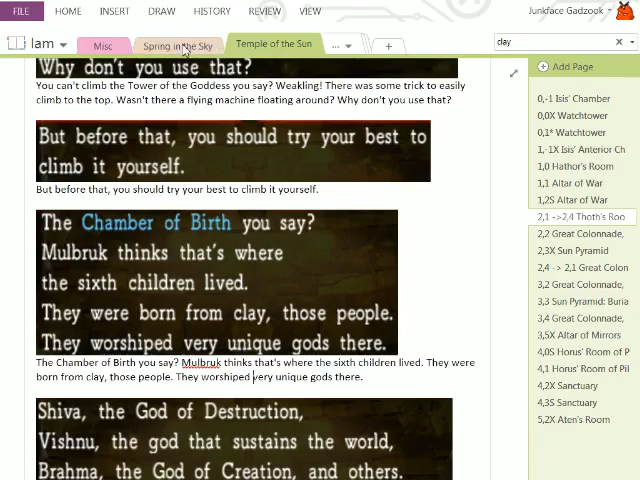 FILE HOME INSERT DRAW HISTORY REVIEW VIEW Junkface Gadzook
lam Misc Spring in the Sky Temple of the Sun ... + clay
Why don't you use that?
You can't climb the Tower of the Goddess you say? Weakling! There was some trick to easily
climb to the top. Wasn't there a flying machine floating around? Why don't you use that?
But before that, you should try your best to
climb it yourself.
But before that, you should try your best to climb it yourself.
The Chamber of Birth you say?
Mulbruk thinks that's where
the sixth children lived.
They were born from clay, those people.
They worshiped very unique gods there.
The Chamber of Birth you say? Mulbruk thinks that's where the sixth children lived. They were
born from clay, those people. They worshiped very unique gods there.
Shiva, the God of Destruction,
Vishnu, the god that sustains the world,
Brahma, the God of Creation, and others.
Add Page
0,-1 Isis' Chamber
0,0X Watchtower
0,1* Watchtower
1,-1X Isis' Anterior Ch
1,0 Hathor's Room
1,1 Altar of War
1,2S Altar of War
2,1 ->2,4 Thoth's Roo
2,2 Great Colonnade,
2,3X Sun Pyramid
2,4 -> 2,1 Great Colon
3,2 Great Colonnade,
3,3 Sun Pyramid: Buria
3,4 Great Colonnade,
3,5X Altar of Mirrors
4,0S Horus' Room of P
4,1 Horus' Room of Pil
4,2X Sanctuary
4,3S Sanctuary
5,2X Aten's Room